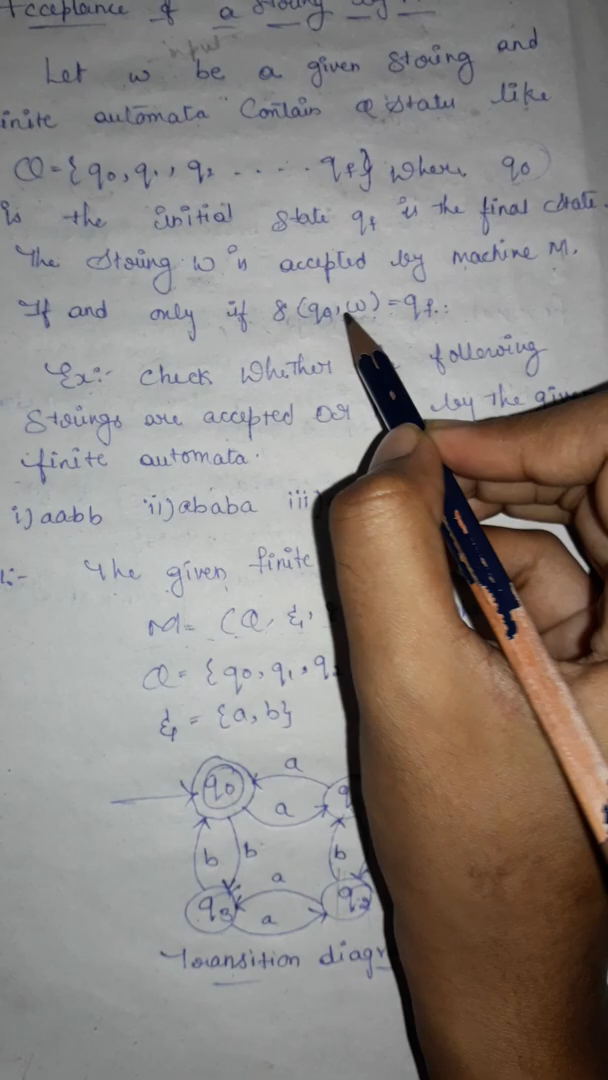 Acceptance of a String by
input
Let w be a given string and
finite automata Contain Q states like
Q={q0,q1,q2.....qf} where q0
is the initial state qf is the final state.
The string w is accepted by machine M.
If and only if δ(q0,w)=qf.
Ex:- Check whether following
strings are accepted or by the given
finite automata.
i)aabb ii)ababa iii
The given finite
M= (Q, Σ,
Q= {q0,q1,q2
Σ = {a,b}
a
q0 q
a
b b b
a
q3 q2
a
Transition diagr